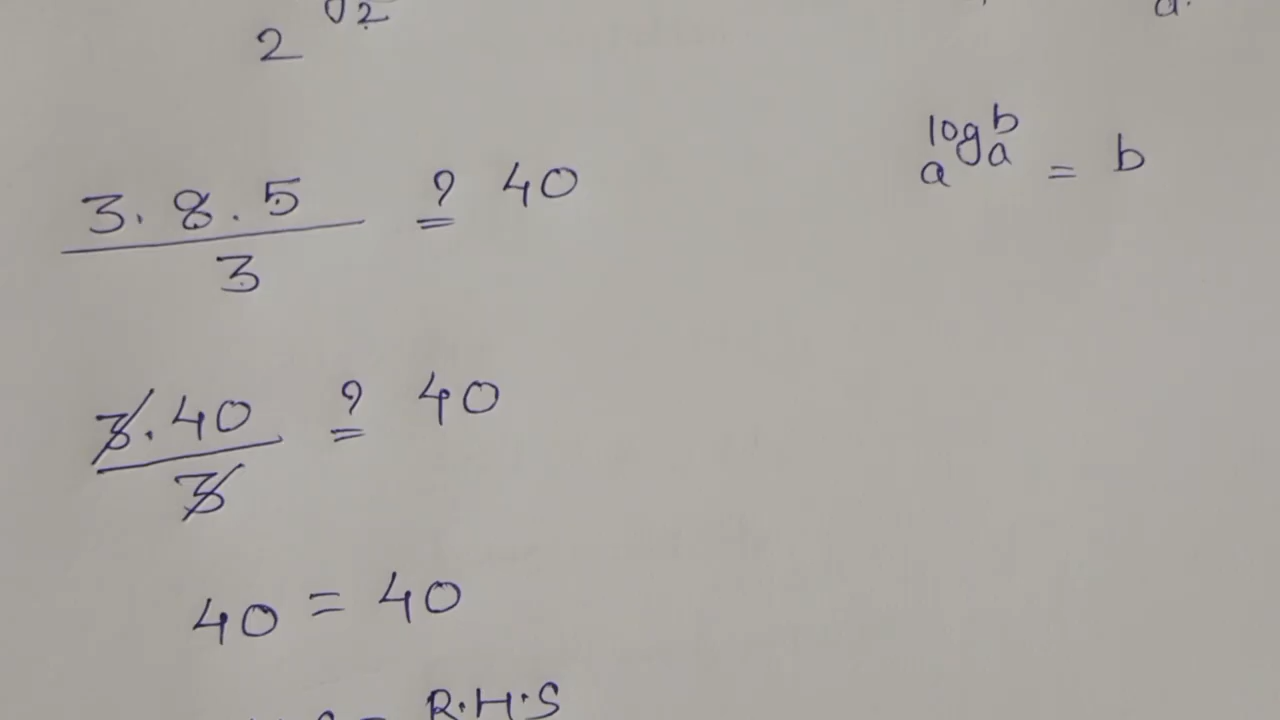 2
a^log_a^b = b
3 . 8 . 5 / 3 ≟ 40
3 . 40 / 3 ≟ 40
40 = 40
R.H.S